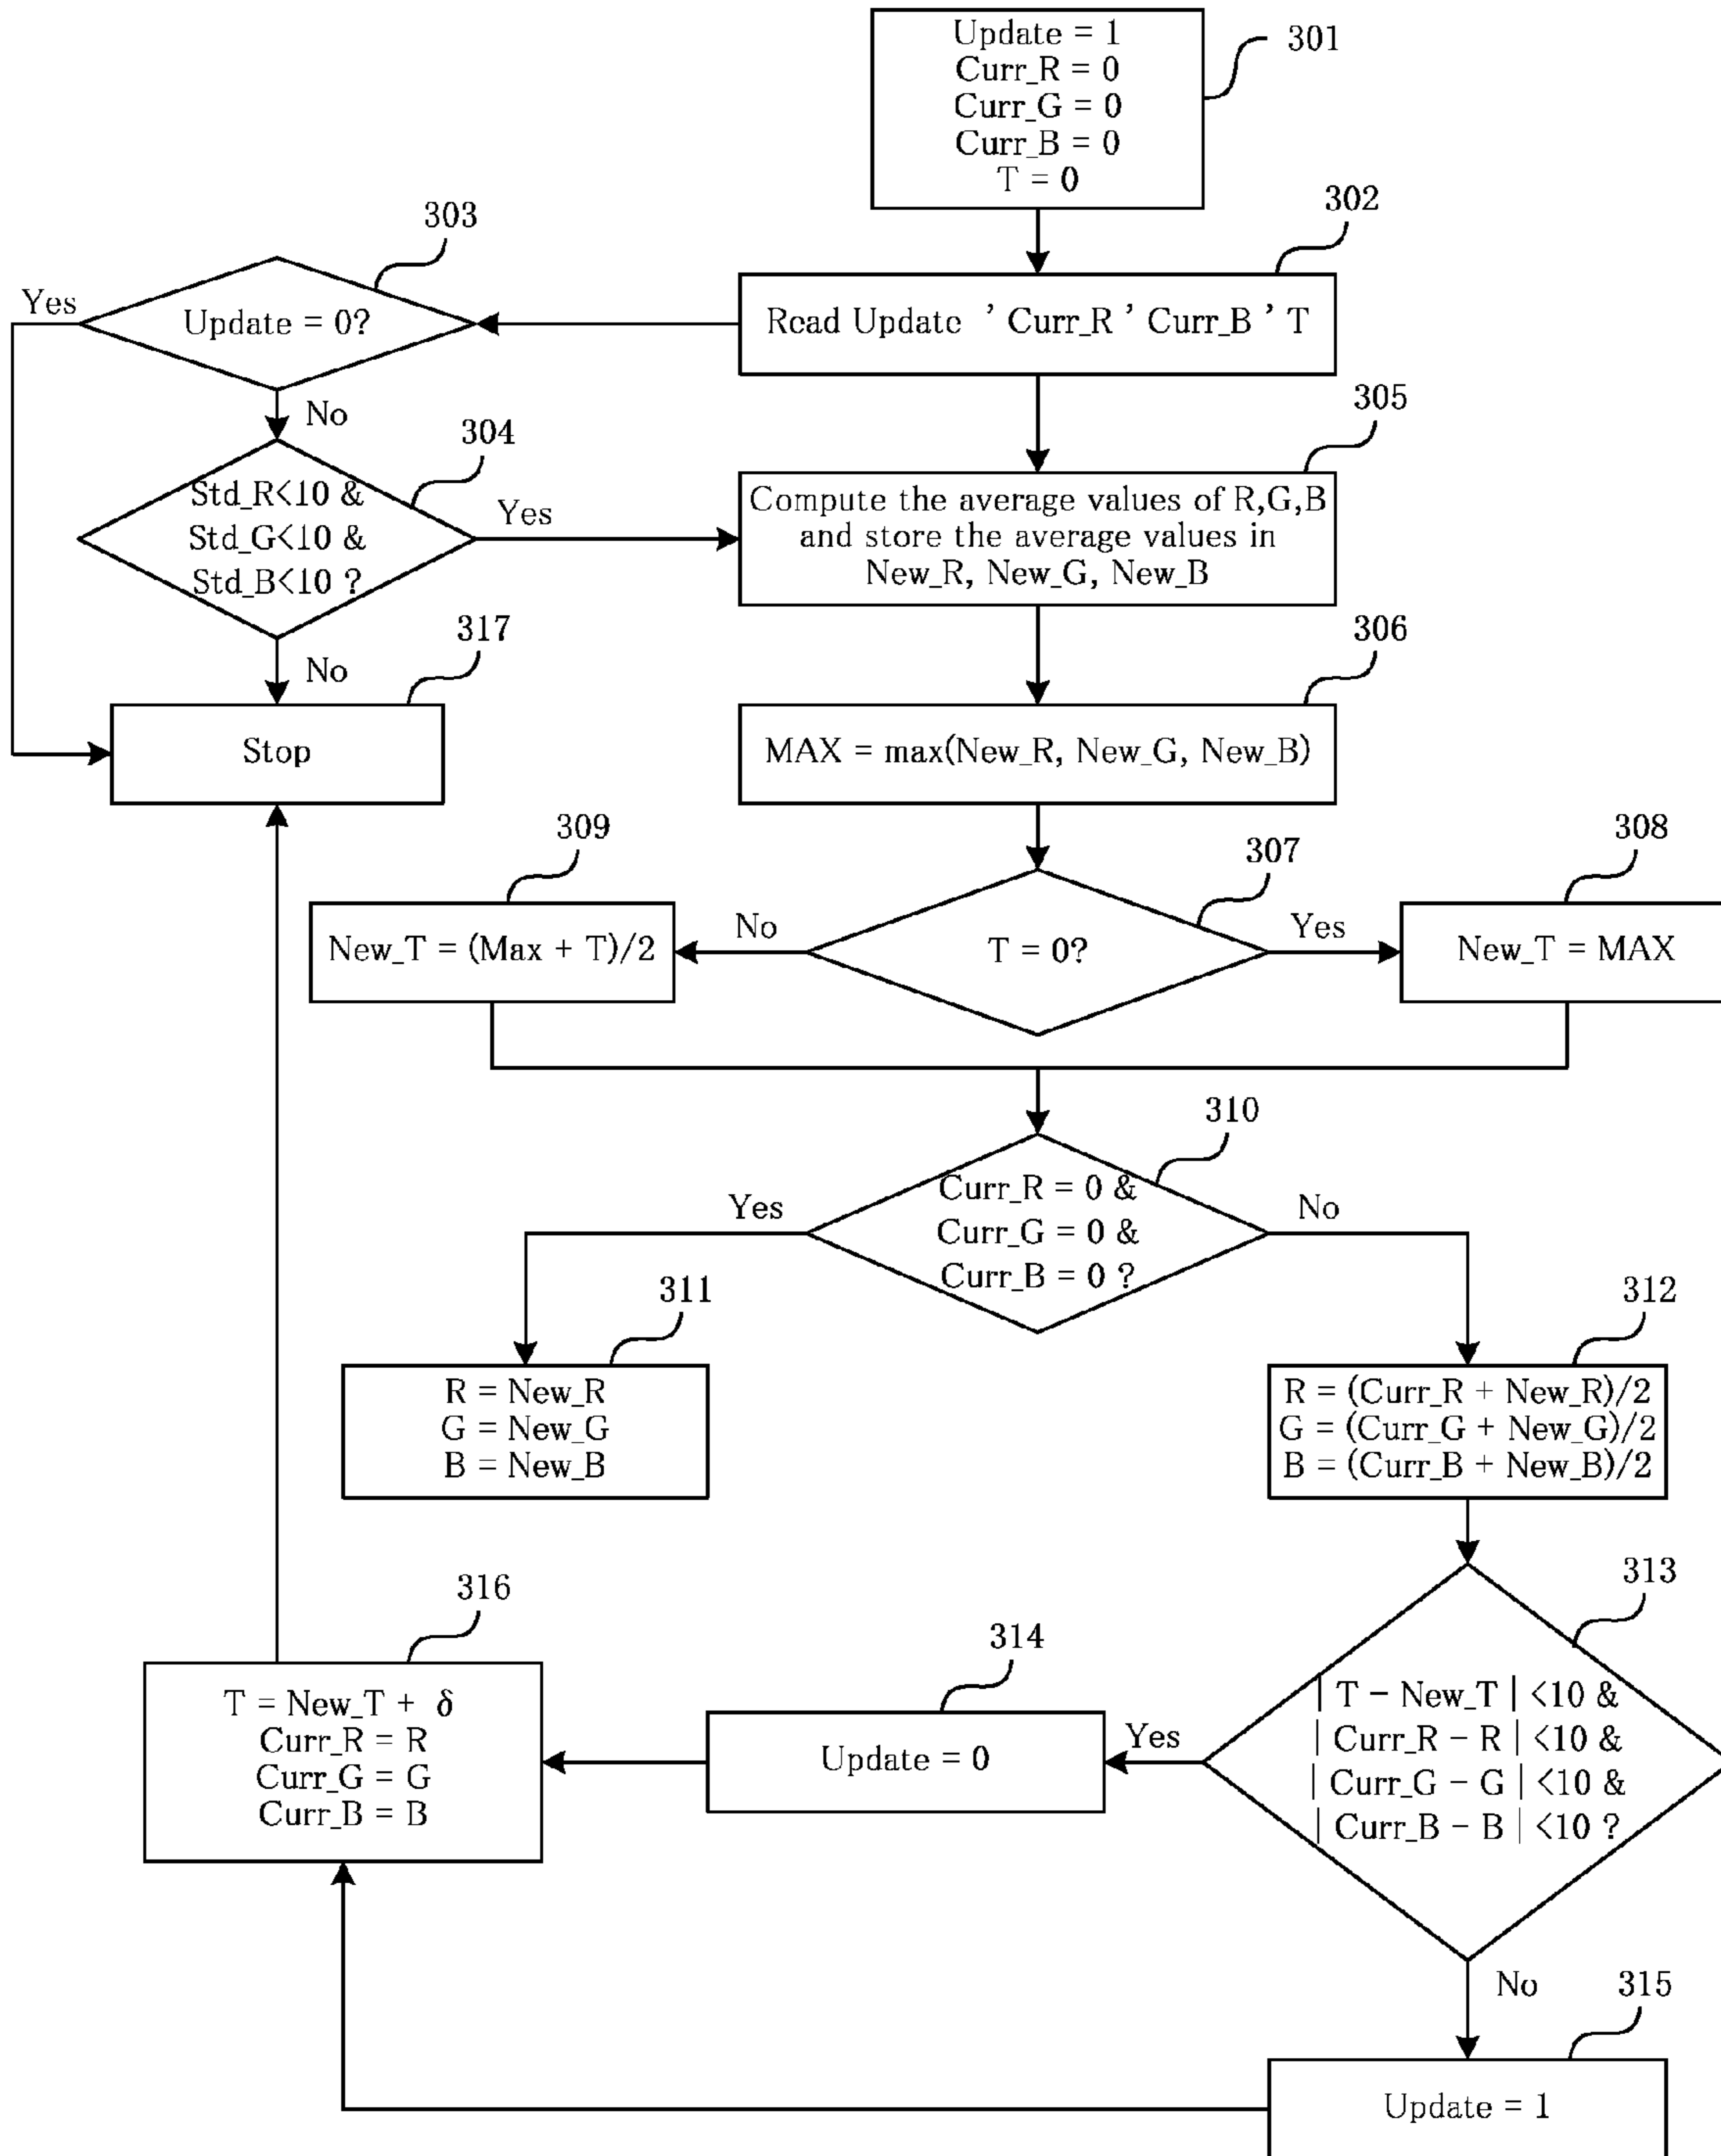 Update = 1
Curr_R = 0
Curr_G = 0
Curr_B = 0
T = 0
301
302
Read Update ’ Curr_R ’ Curr_B ’ T
303
Update = 0?
Yes
No
304
Std_R<10 &
Std_G<10 &
Std_B<10 ?
Yes
No
305
Compute the average values of R,G,B
and store the average values in
New_R, New_G, New_B
317
Stop
306
MAX = max(New_R, New_G, New_B)
307
T = 0?
No
Yes
309
New_T = (Max + T)/2
308
New_T = MAX
310
Curr_R = 0 &
Curr_G = 0 &
Curr_B = 0 ?
Yes
No
311
R = New_R
G = New_G
B = New_B
312
R = (Curr_R + New_R)/2
G = (Curr_G + New_G)/2
B = (Curr_B + New_B)/2
313
| T − New_T | <10 &
| Curr_R − R | <10 &
| Curr_G − G | <10 &
| Curr_B − B | <10 ?
Yes
No
314
Update = 0
316
T = New_T + δ
Curr_R = R
Curr_G = G
Curr_B = B
315
Update = 1